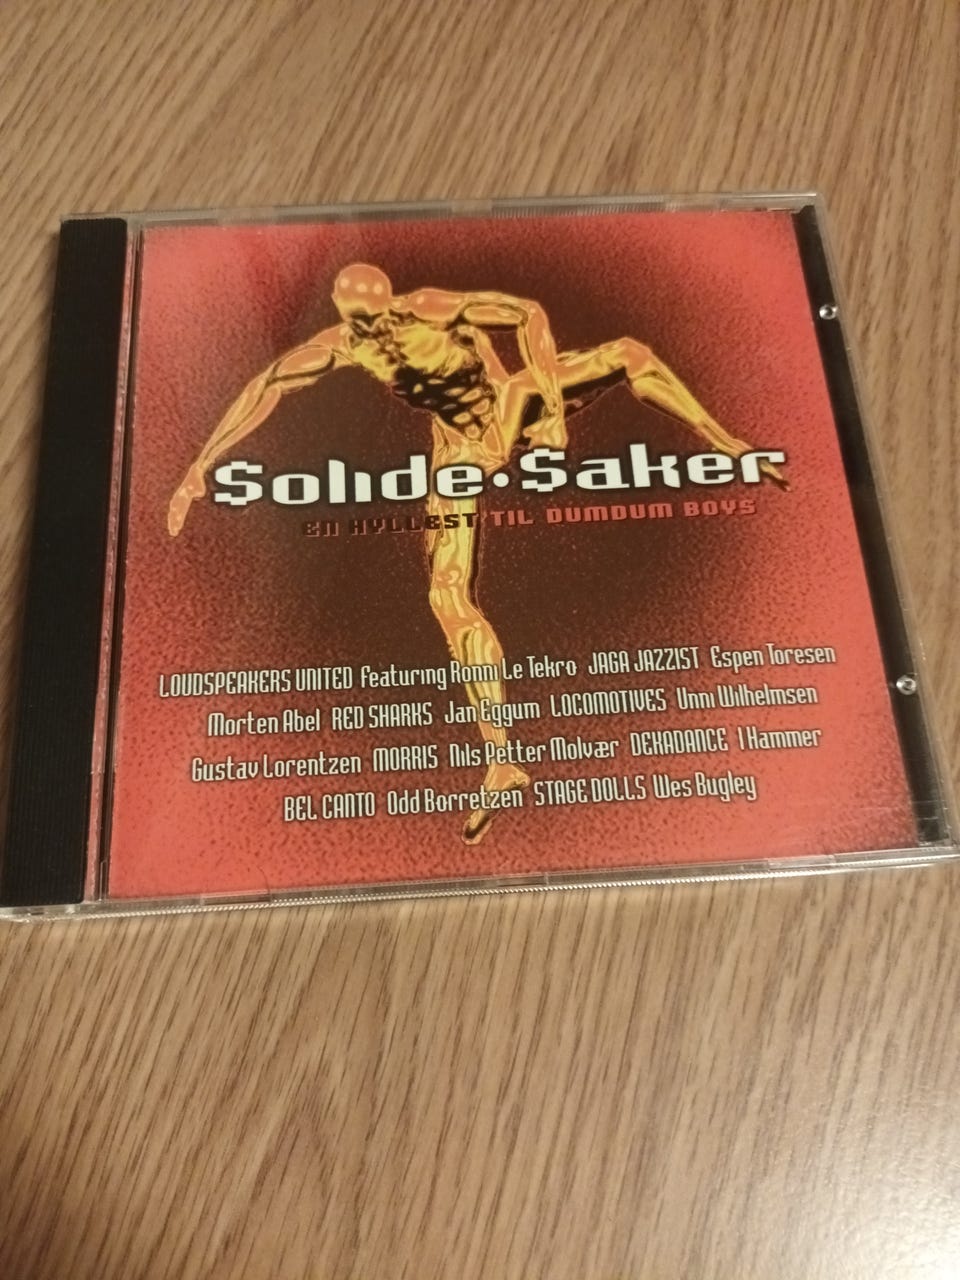 $olide•$aker
EN HYLLEST TIL DUMDUM BOYS
LOUDSPEAKERS UNITED featuring Ronni Le Tekro JAGA JAZZIST Espen Toresen
Morten Abel RED SHARKS Jan Eggum LOCOMOTIVES Unni Wilhelmsen
Gustav Lorentzen MORRIS Nils Petter Molvær DEKADANCE I Hammer
BEL CANTO Odd Borretzen STAGE DOLLS Wes Bugley